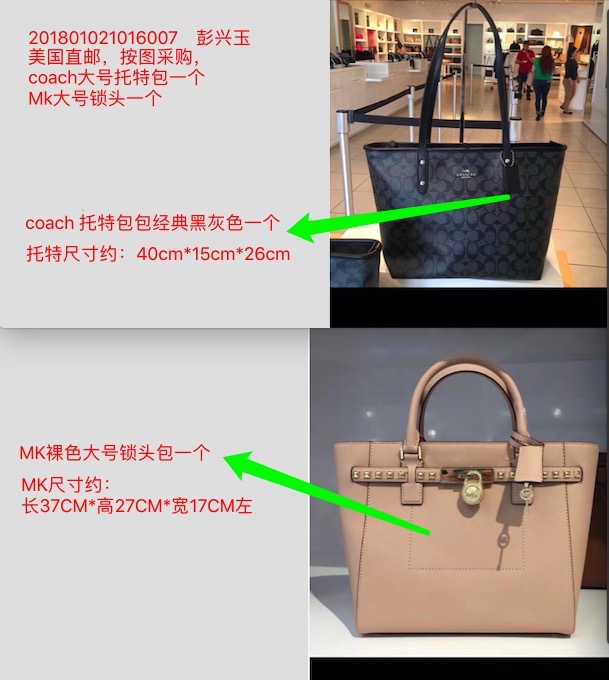 201801021016007 彭兴玉
美国直邮，按图采购，
coach大号托特包一个
Mk大号锁头一个
coach 托特包包经典黑灰色一个
托特尺寸约：40cm*15cm*26cm
COACH
MK裸色大号锁头包一个
MK尺寸约：
长37CM*高27CM*宽17CM左